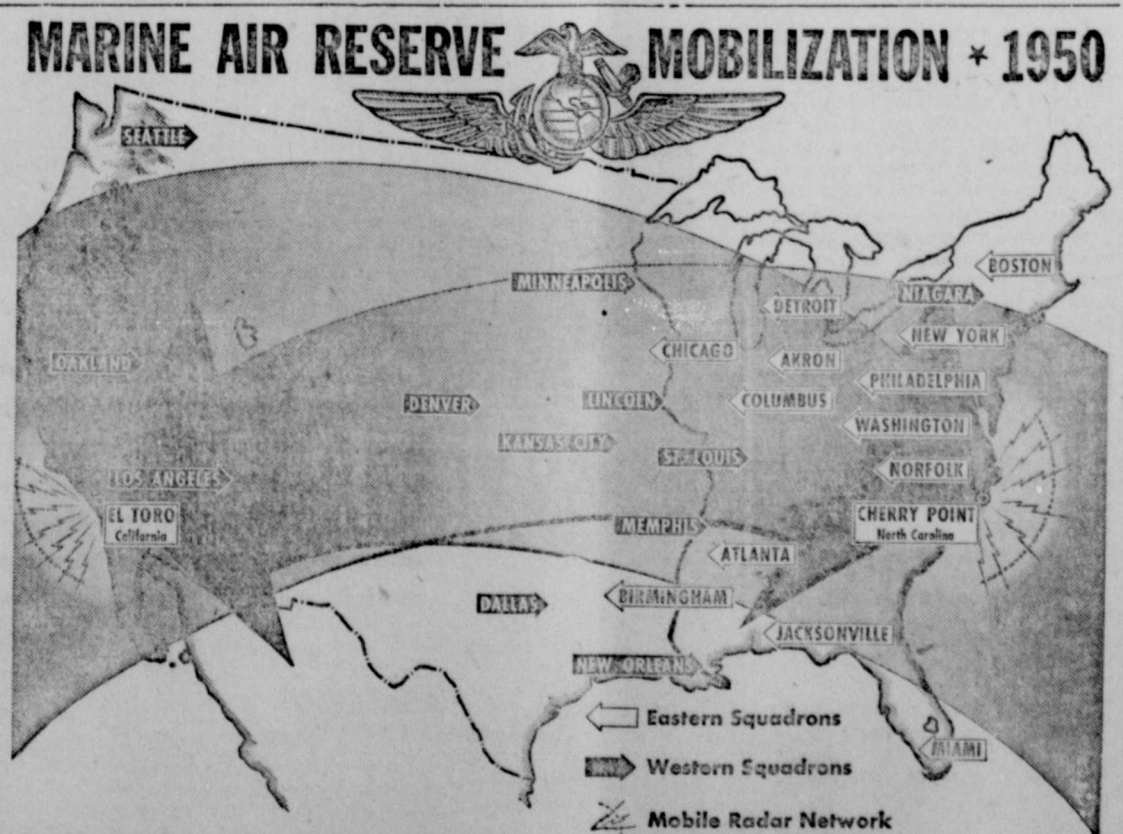 MARINE AIR RESERVE MOBILIZATION * 1950
SEATTLE
BOSTON
MINNEAPOLIS
NIAGARA
DETROIT
NEW YORK
CHICAGO
OAKLAND
AKRON
PHILADELPHIA
DENVER
LINCOLN
COLUMBUS
WASHINGTON
KANSAS CITY
ST. LOUIS
NORFOLK
LOS ANGELES
EL TORO
California
CHERRY POINT
North Carolina
MEMPHIS
ATLANTA
DALLAS
BIRMINGHAM
JACKSONVILLE
NEW ORLEANS
Eastern Squadrons
MIAMI
Western Squadrons
Mobile Radar Network